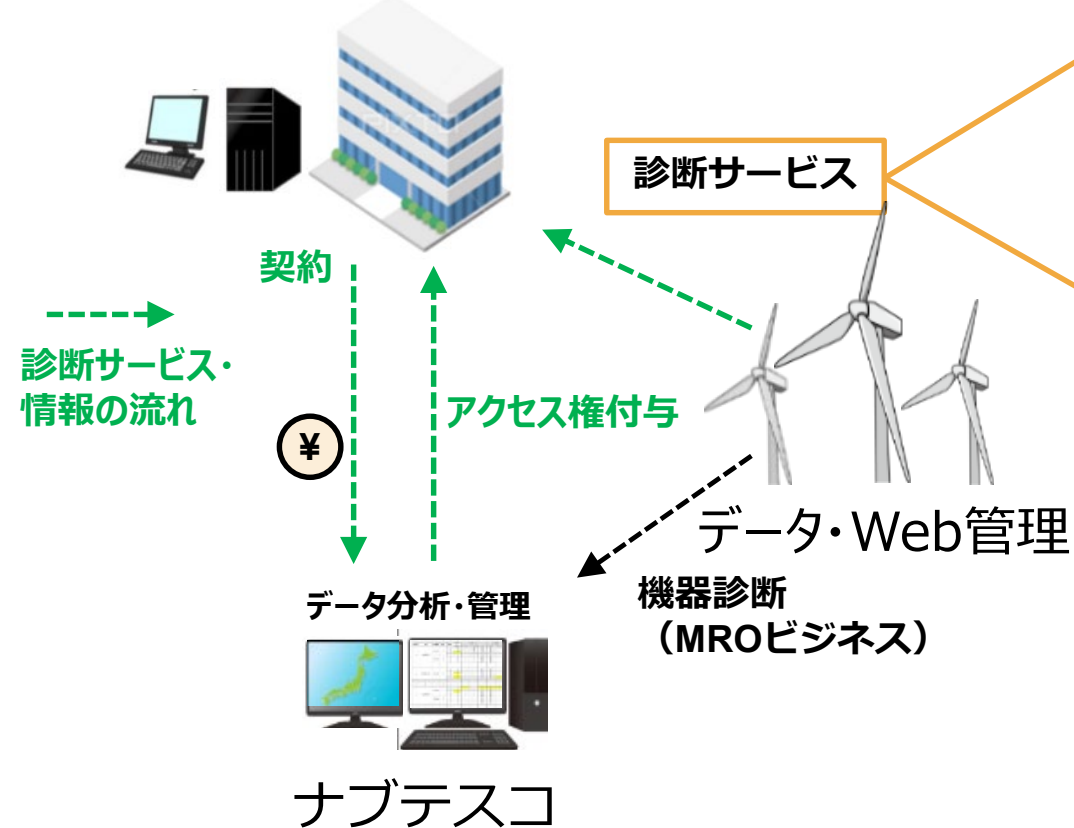 診断サービス
契約
診断サービス・
情報の流れ
アクセス権付与
¥
データ・Web管理
データ分析・管理
機器診断
（MROビジネス）
ナブテスコ